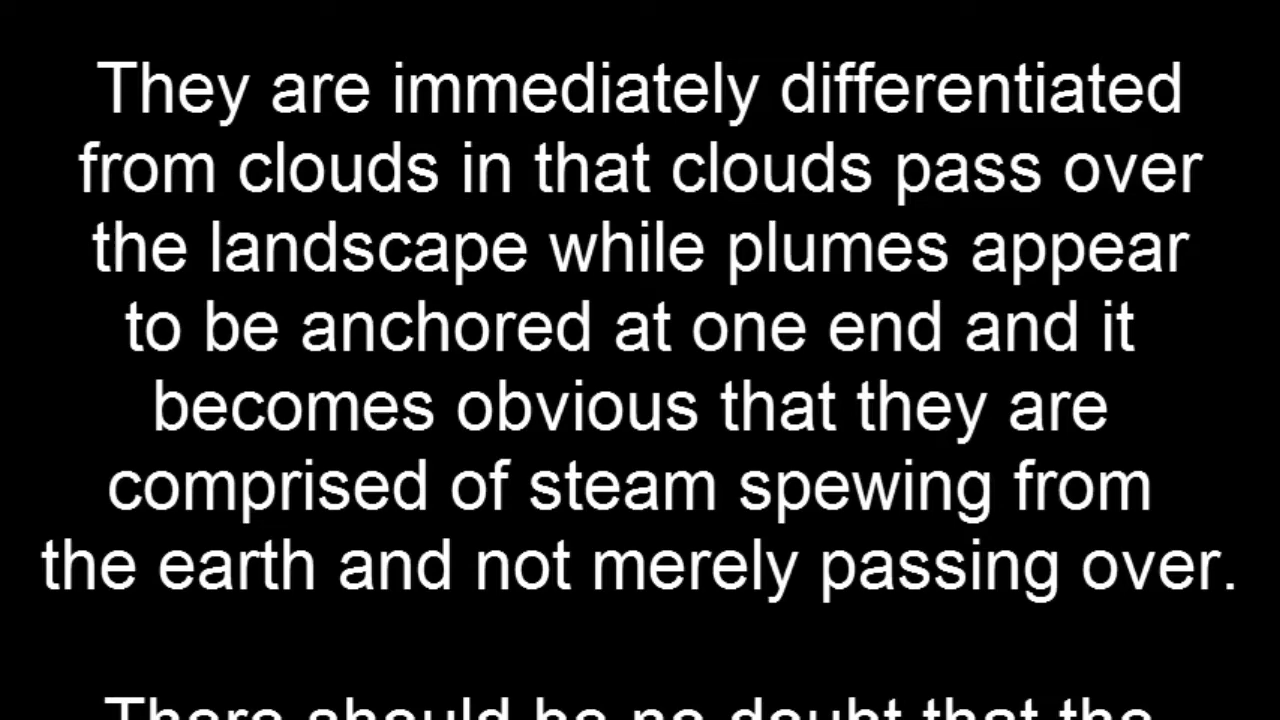 They are immediately differentiated
from clouds in that clouds pass over
the landscape while plumes appear
to be anchored at one end and it
becomes obvious that they are
comprised of steam spewing from
the earth and not merely passing over.
There should be no doubt that the